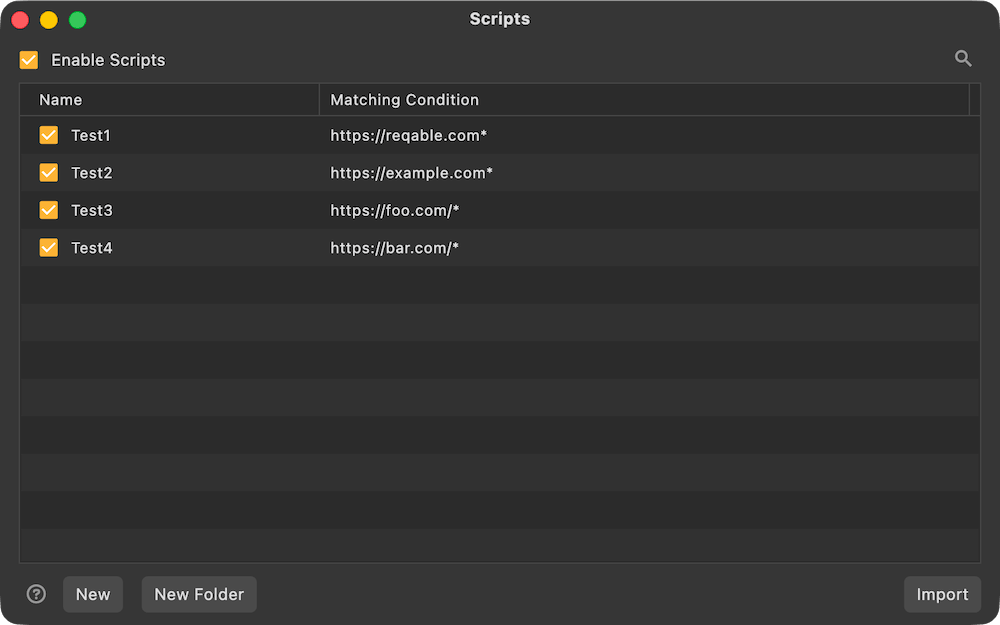 Scripts
Enable Scripts
Name Matching Condition
Test1 https://reqable.com*
Test2 https://example.com*
Test3 https://foo.com/*
Test4 https://bar.com/*
? New New Folder Import